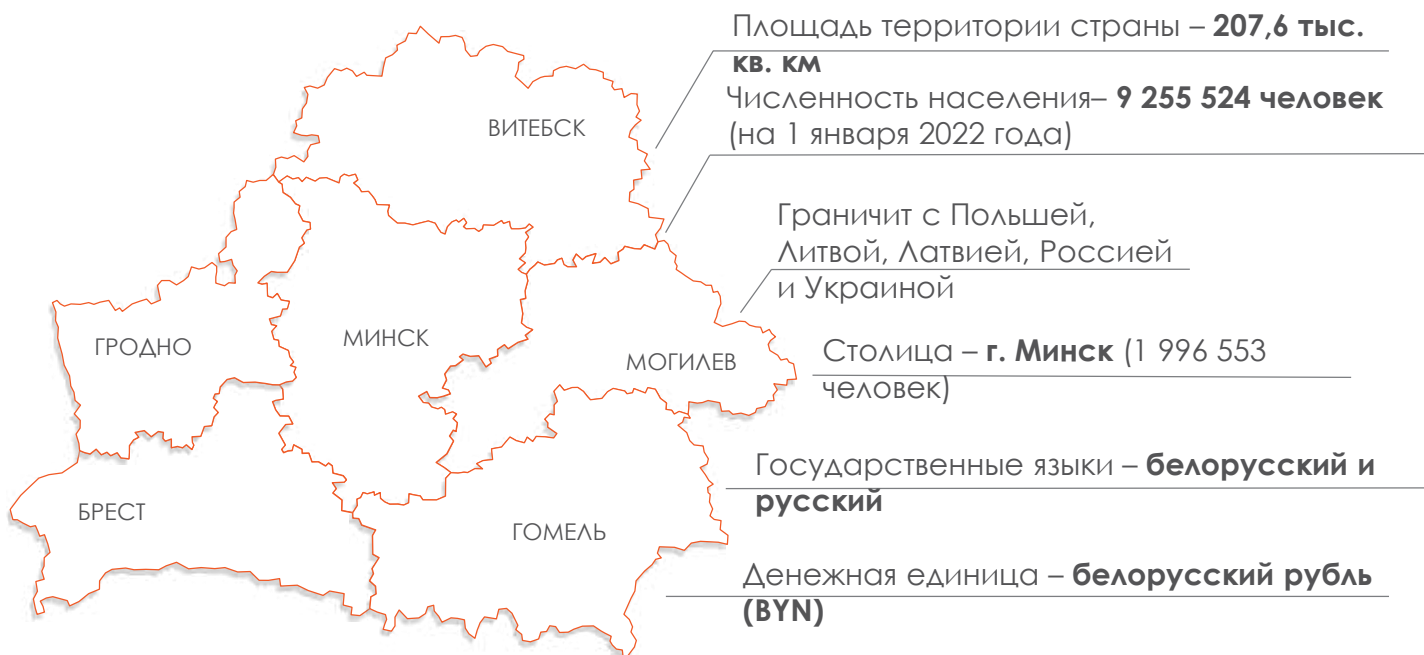 Площадь территории страны – 207,6 тыс.
кв. км
Численность населения– 9 255 524 человек
(на 1 января 2022 года)
ВИТЕБСК
Граничит с Польшей,
Литвой, Латвией, Россией
и Украиной
ГРОДНО
МИНСК
МОГИЛЕВ
Столица – г. Минск (1 996 553
человек)
Государственные языки – белорусский и
русский
БРЕСТ
ГОМЕЛЬ
Денежная единица – белорусский рубль
(BYN)